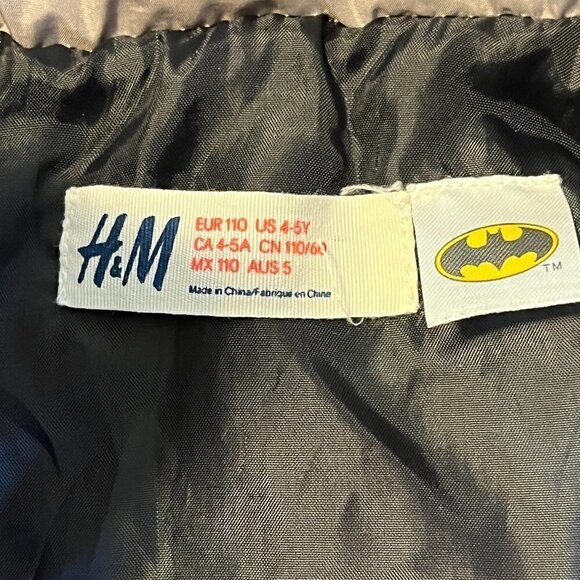 H&M
EUR 110 US 4-5Y
CA 4-5A CN 110/60
MX 110 AUS 5
Made in China/Fabriqué en Chine
TM